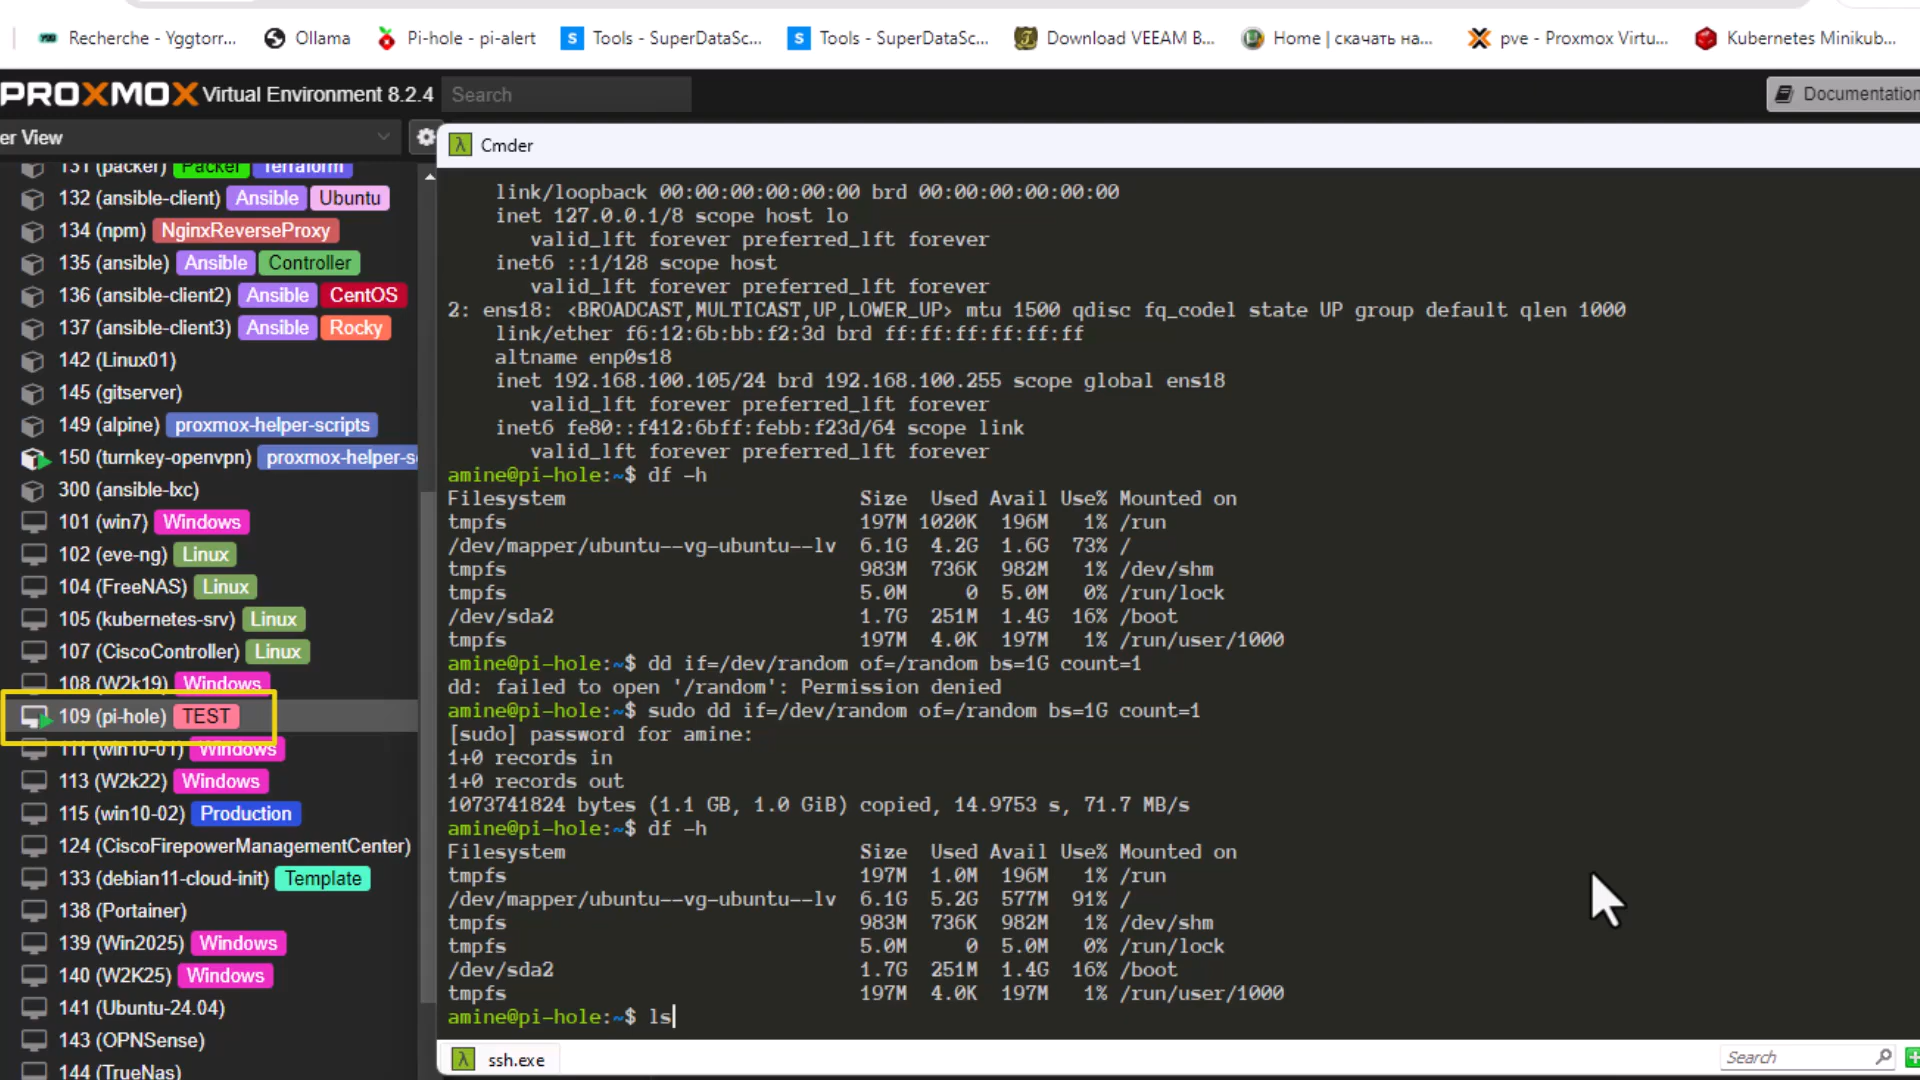 Recherche - Yggtorr...
Ollama
Pi-hole - pi-alert
Tools - SuperDataSc...
Tools - SuperDataSc...
Download VEEAM B...
Home | скачать на...
pve - Proxmox Virtu...
Kubernetes Minikub...
PROXMOX Virtual Environment 8.2.4
Search
Documentation
er View
131 (packer) Packer Terraform
132 (ansible-client) Ansible Ubuntu
134 (npm) NginxReverseProxy
135 (ansible) Ansible Controller
136 (ansible-client2) Ansible CentOS
137 (ansible-client3) Ansible Rocky
142 (Linux01)
145 (gitserver)
149 (alpine) proxmox-helper-scripts
150 (turnkey-openvpn) proxmox-helper-s
300 (ansible-lxc)
101 (win7) Windows
102 (eve-ng) Linux
104 (FreeNAS) Linux
105 (kubernetes-srv) Linux
107 (CiscoController) Linux
108 (W2k19) Windows
109 (pi-hole) TEST
111 (win10-01) Windows
113 (W2k22) Windows
115 (win10-02) Production
124 (CiscoFirepowerManagementCenter)
133 (debian11-cloud-init) Template
138 (Portainer)
139 (Win2025) Windows
140 (W2K25) Windows
141 (Ubuntu-24.04)
143 (OPNSense)
144 (TrueNas)
Cmder
link/loopback 00:00:00:00:00:00 brd 00:00:00:00:00:00
inet 127.0.0.1/8 scope host lo
valid_lft forever preferred_lft forever
inet6 ::1/128 scope host
valid_lft forever preferred_lft forever
2: ens18: <BROADCAST,MULTICAST,UP,LOWER_UP> mtu 1500 qdisc fq_codel state UP group default qlen 1000
link/ether f6:12:6b:bb:f2:3d brd ff:ff:ff:ff:ff:ff
altname enp0s18
inet 192.168.100.105/24 brd 192.168.100.255 scope global ens18
valid_lft forever preferred_lft forever
inet6 fe80::f412:6bff:febb:f23d/64 scope link
valid_lft forever preferred_lft forever
amine@pi-hole:~$ df -h
Filesystem Size Used Avail Use% Mounted on
tmpfs 197M 1020K 196M 1% /run
/dev/mapper/ubuntu--vg-ubuntu--lv 6.1G 4.2G 1.6G 73% /
tmpfs 983M 736K 982M 1% /dev/shm
tmpfs 5.0M 0 5.0M 0% /run/lock
/dev/sda2 1.7G 251M 1.4G 16% /boot
tmpfs 197M 4.0K 197M 1% /run/user/1000
amine@pi-hole:~$ dd if=/dev/random of=/random bs=1G count=1
dd: failed to open '/random': Permission denied
amine@pi-hole:~$ sudo dd if=/dev/random of=/random bs=1G count=1
[sudo] password for amine:
1+0 records in
1+0 records out
1073741824 bytes (1.1 GB, 1.0 GiB) copied, 14.9753 s, 71.7 MB/s
amine@pi-hole:~$ df -h
Filesystem Size Used Avail Use% Mounted on
tmpfs 197M 1.0M 196M 1% /run
/dev/mapper/ubuntu--vg-ubuntu--lv 6.1G 5.2G 577M 91% /
tmpfs 983M 736K 982M 1% /dev/shm
tmpfs 5.0M 0 5.0M 0% /run/lock
/dev/sda2 1.7G 251M 1.4G 16% /boot
tmpfs 197M 4.0K 197M 1% /run/user/1000
amine@pi-hole:~$ ls
ssh.exe
Search